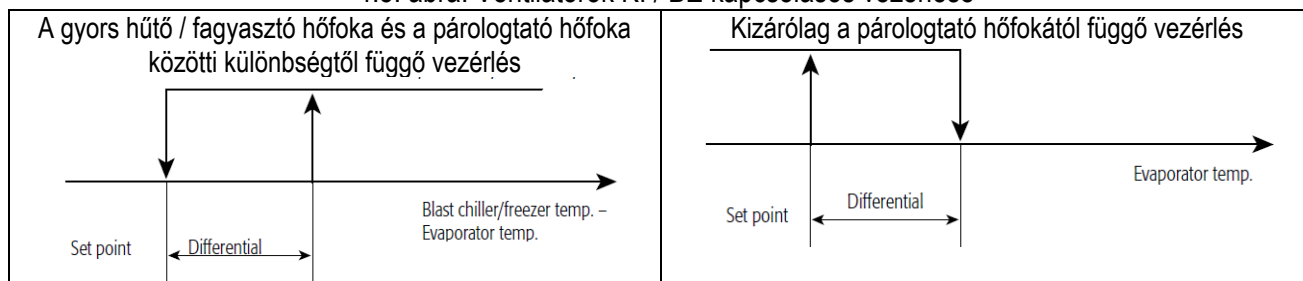 A gyors hűtő / fagyasztó hőfoka és a párologtató hőfoka
közötti különbségtől függő vezérlés
Blast chiller/freezer temp. –
Evaporator temp.
Set point
Differential
Kizárólag a párologtató hőfokától függő vezérlés
Evaporator temp.
Differential
Set point